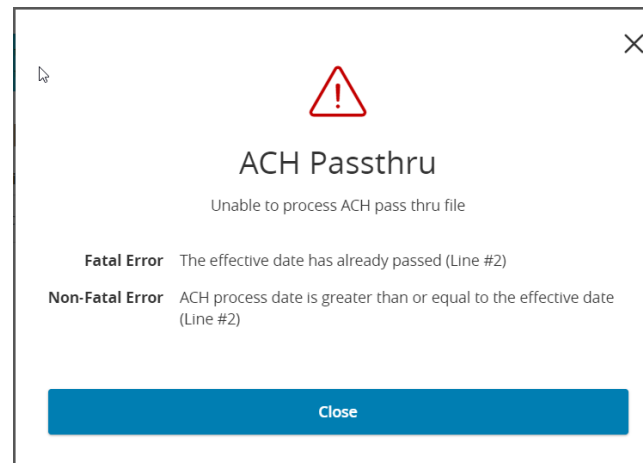 ACH Passthru
Unable to process ACH pass thru file
Fatal Error The effective date has already passed (Line #2)
Non-Fatal Error ACH process date is greater than or equal to the effective date
(Line #2)
Close